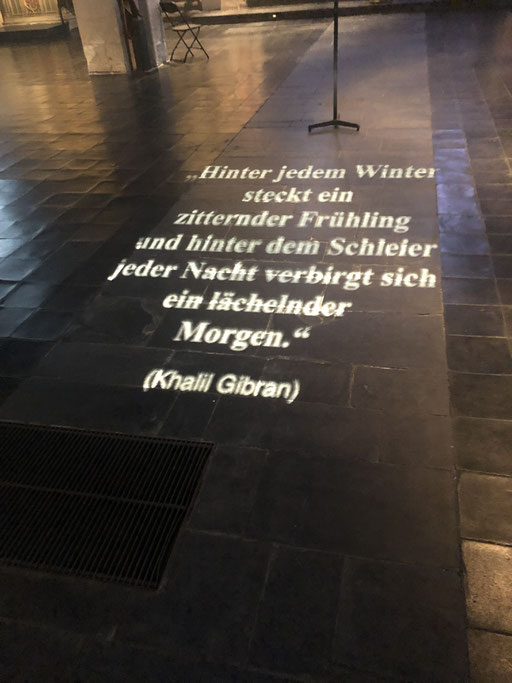 „Hinter jedem Winter
steckt ein
zitternder Frühling
und hinter dem Schleier
jeder Nacht verbirgt sich
ein lächelnder
Morgen.“
(Khalil Gibran)